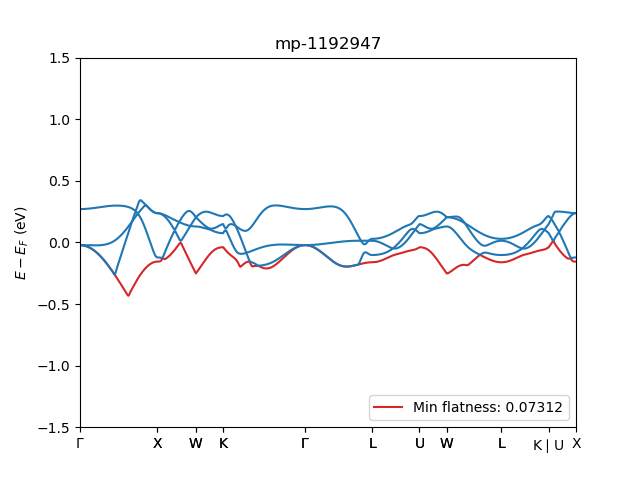 mp-1192947
E − E_F (eV)
1.5
1.0
0.5
0.0
−0.5
−1.0
−1.5
Min flatness: 0.07312
Γ X W K Γ L U W L K | U X